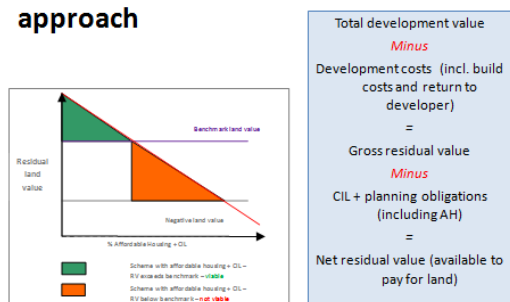 approach
Benchmark land value
Residual
land
value
Negative land value
% Affordable Housing + CIL
Scheme with affordable housing + CIL –
RV exceeds benchmark – viable
Scheme with affordable housing + CIL –
RV below benchmark – not viable
Total development value
Minus
Development costs (incl. build
costs and return to
developer)
=
Gross residual value
Minus
CIL + planning obligations
(including AH)
=
Net residual value (available to
pay for land)